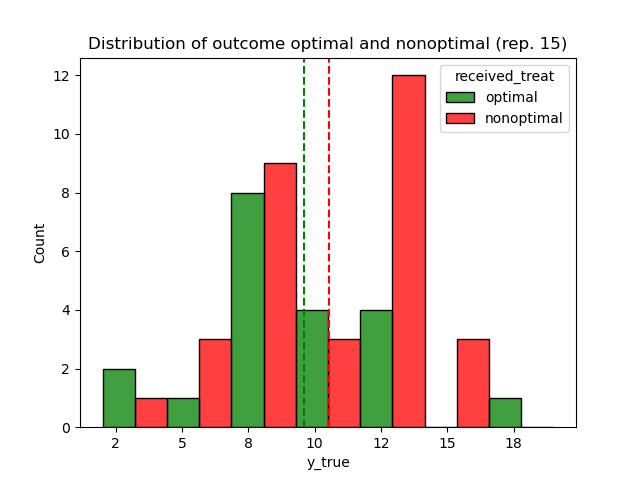 Distribution of outcome optimal and nonoptimal (rep. 15)
received_treat
optimal
nonoptimal
Count
12
10
8
6
4
2
0
2 5 8 10 12 15 18
y_true